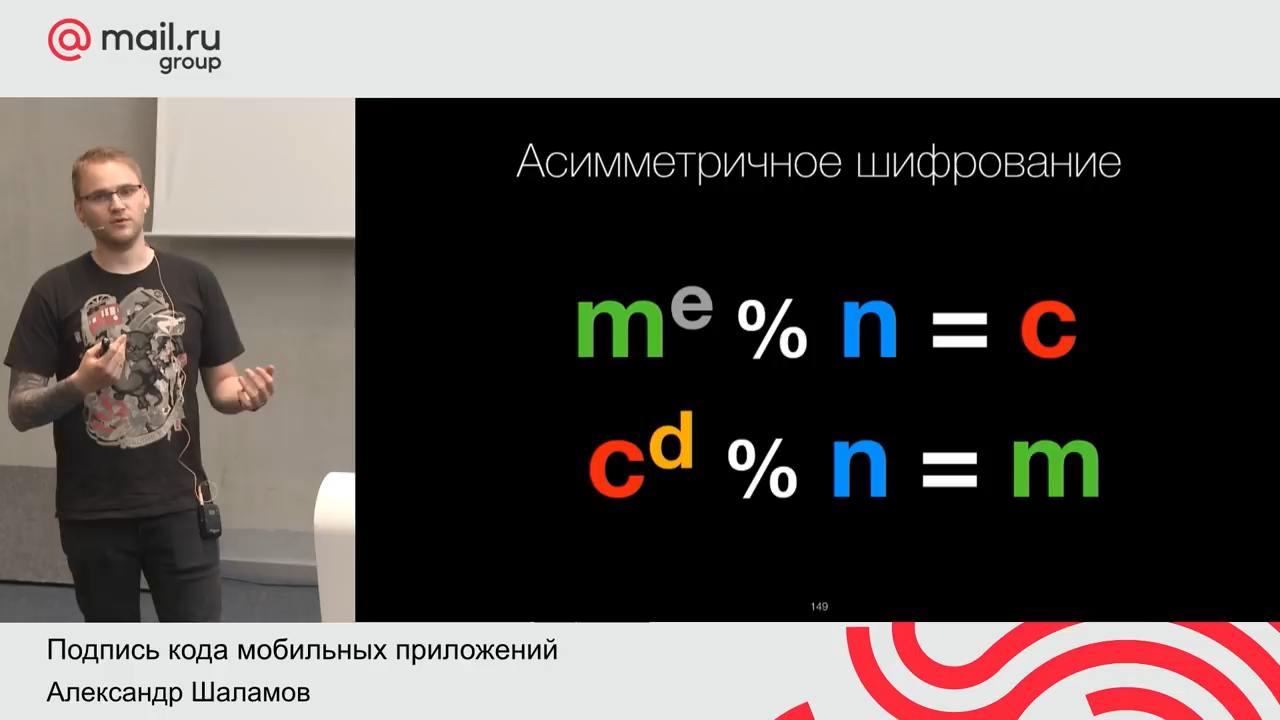 mail.ru
group
Асимметричное шифрование
mᵉ % n = c
cᵈ % n = m
149
Подпись кода мобильных приложений
Александр Шаламов